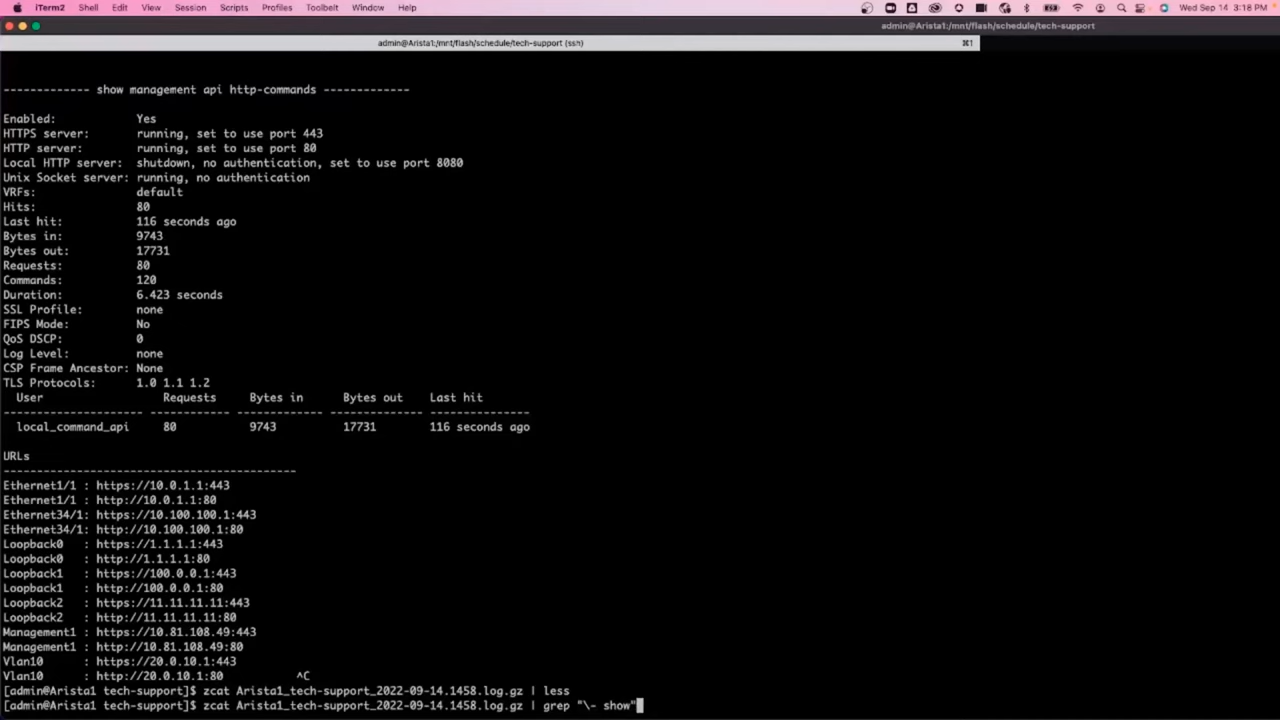 iTerm2 Shell Edit View Session Scripts Profiles Toolbelt Window Help Wed Sep 14 3:18 PM
admin@Arista1:/mnt/flash/schedule/tech-support
admin@Arista1:/mnt/flash/schedule/tech-support (ssh) ⌘1
------------- show management api http-commands -------------
Enabled: Yes
HTTPS server: running, set to use port 443
HTTP server: running, set to use port 80
Local HTTP server: shutdown, no authentication, set to use port 8080
Unix Socket server: running, no authentication
VRFs: default
Hits: 80
Last hit: 116 seconds ago
Bytes in: 9743
Bytes out: 17731
Requests: 80
Commands: 120
Duration: 6.423 seconds
SSL Profile: none
FIPS Mode: No
QoS DSCP: 0
Log Level: none
CSP Frame Ancestor: None
TLS Protocols: 1.0 1.1 1.2
User Requests Bytes in Bytes out Last hit
--------------------- ------------ ------------- -------------- ---------------
local_command_api 80 9743 17731 116 seconds ago
URLs
--------------------------------------------
Ethernet1/1 : https://10.0.1.1:443
Ethernet1/1 : http://10.0.1.1:80
Ethernet34/1: https://10.100.100.1:443
Ethernet34/1: http://10.100.100.1:80
Loopback0 : https://1.1.1.1:443
Loopback0 : http://1.1.1.1:80
Loopback1 : https://100.0.0.1:443
Loopback1 : http://100.0.0.1:80
Loopback2 : https://11.11.11.11:443
Loopback2 : http://11.11.11.11:80
Management1 : https://10.81.108.49:443
Management1 : http://10.81.108.49:80
Vlan10 : https://20.0.10.1:443
Vlan10 : http://20.0.10.1:80 ^C
[admin@Arista1 tech-support]$ zcat Arista1_tech-support_2022-09-14.1458.log.gz | less
[admin@Arista1 tech-support]$ zcat Arista1_tech-support_2022-09-14.1458.log.gz | grep "\- show"